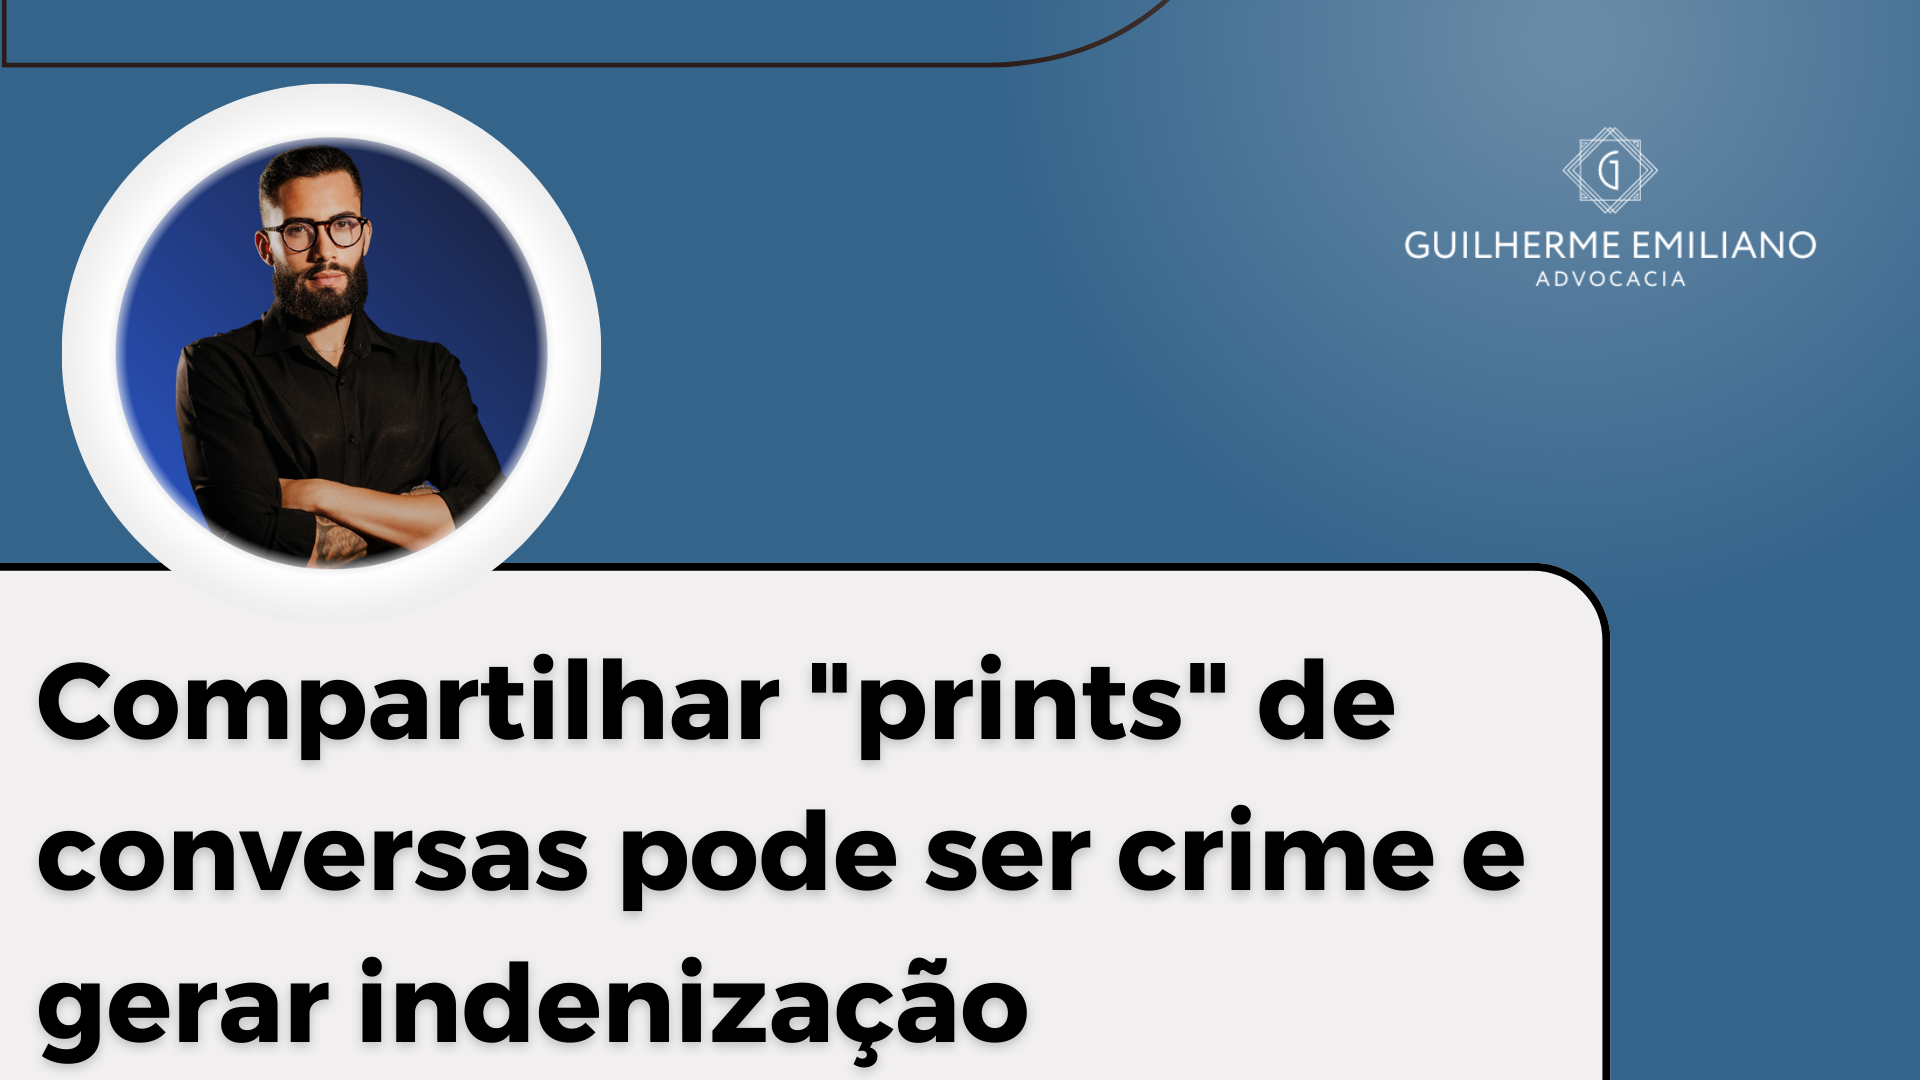 G
GUILHERME EMILIANO
ADVOCACIA
Compartilhar "prints" de
conversas pode ser crime e
gerar indenização